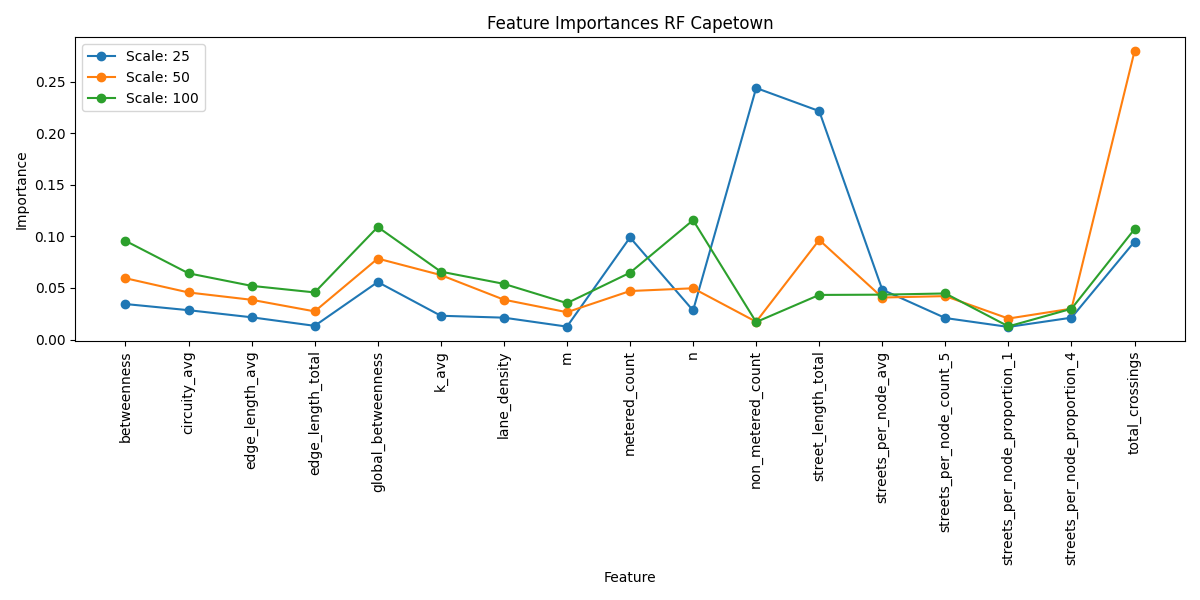 Feature Importances RF Capetown
Scale: 25
Scale: 50
Scale: 100
Importance
0.25
0.20
0.15
0.10
0.05
0.00
betweenness
circuity_avg
edge_length_avg
edge_length_total
global_betweenness
k_avg
lane_density
m
metered_count
n
non_metered_count
street_length_total
streets_per_node_avg
streets_per_node_count_5
streets_per_node_proportion_1
streets_per_node_proportion_4
total_crossings
Feature